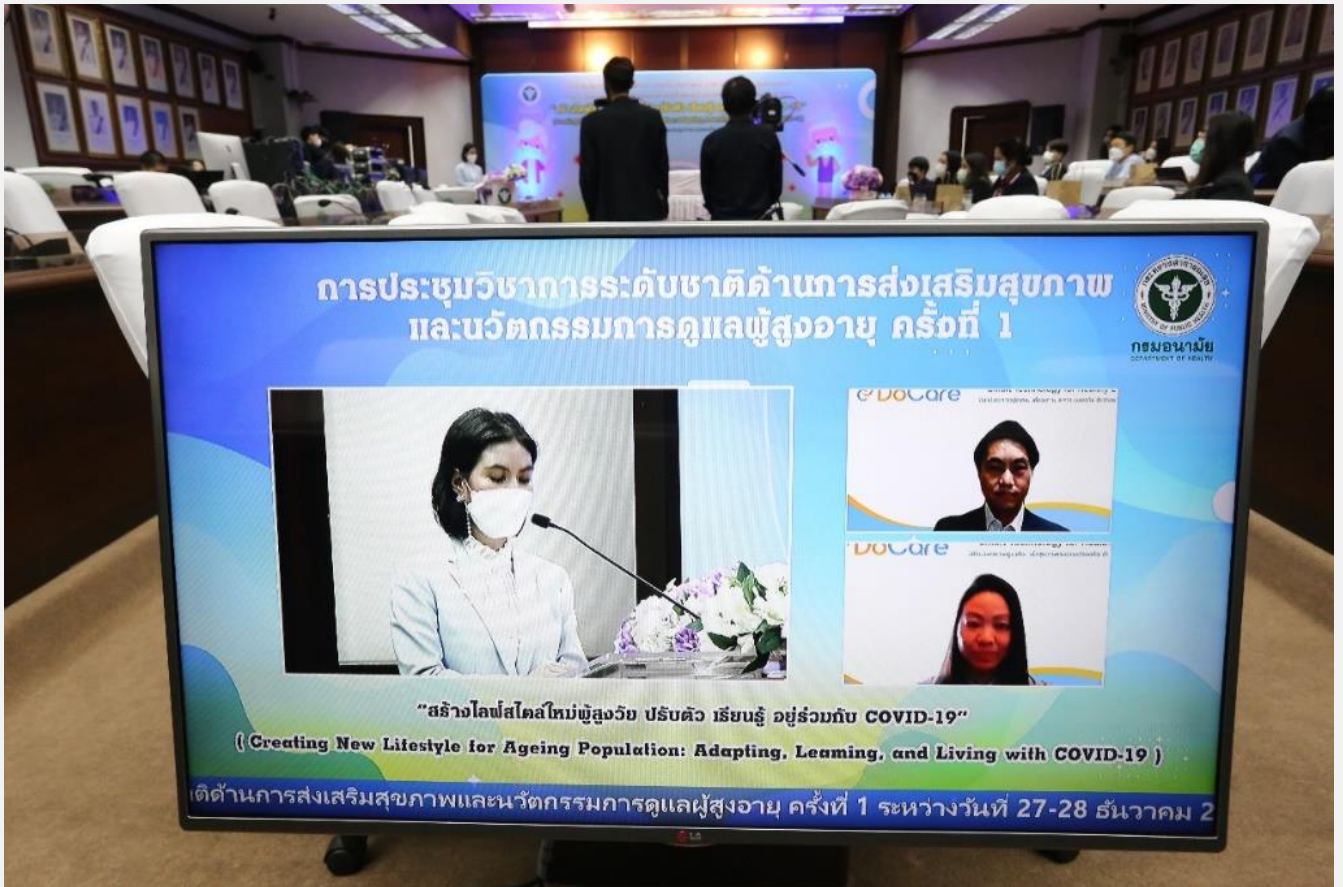 การประชุมวิชาการระดับชาติด้านการส่งเสริมสุขภาพ
และนวัตกรรมการดูแลผู้สูงอายุ ครั้งที่ 1
MINISTRY OF PUBLIC HEALTH
กรมอนามัย
DEPARTMENT OF HEALTH
DoCare
DoCare
"สร้างไลฟ์สไตล์ใหม่ผู้สูงวัย ปรับตัว เรียนรู้ อยู่ร่วมกับ COVID-19"
( Creating New Lifestyle for Ageing Population: Adapting, Learning, and Living with COVID-19 )
ติด้านการส่งเสริมสุขภาพและนวัตกรรมการดูแลผู้สูงอายุ ครั้งที่ 1 ระหว่างวันที่ 27-28 ธันวาคม 2
LG